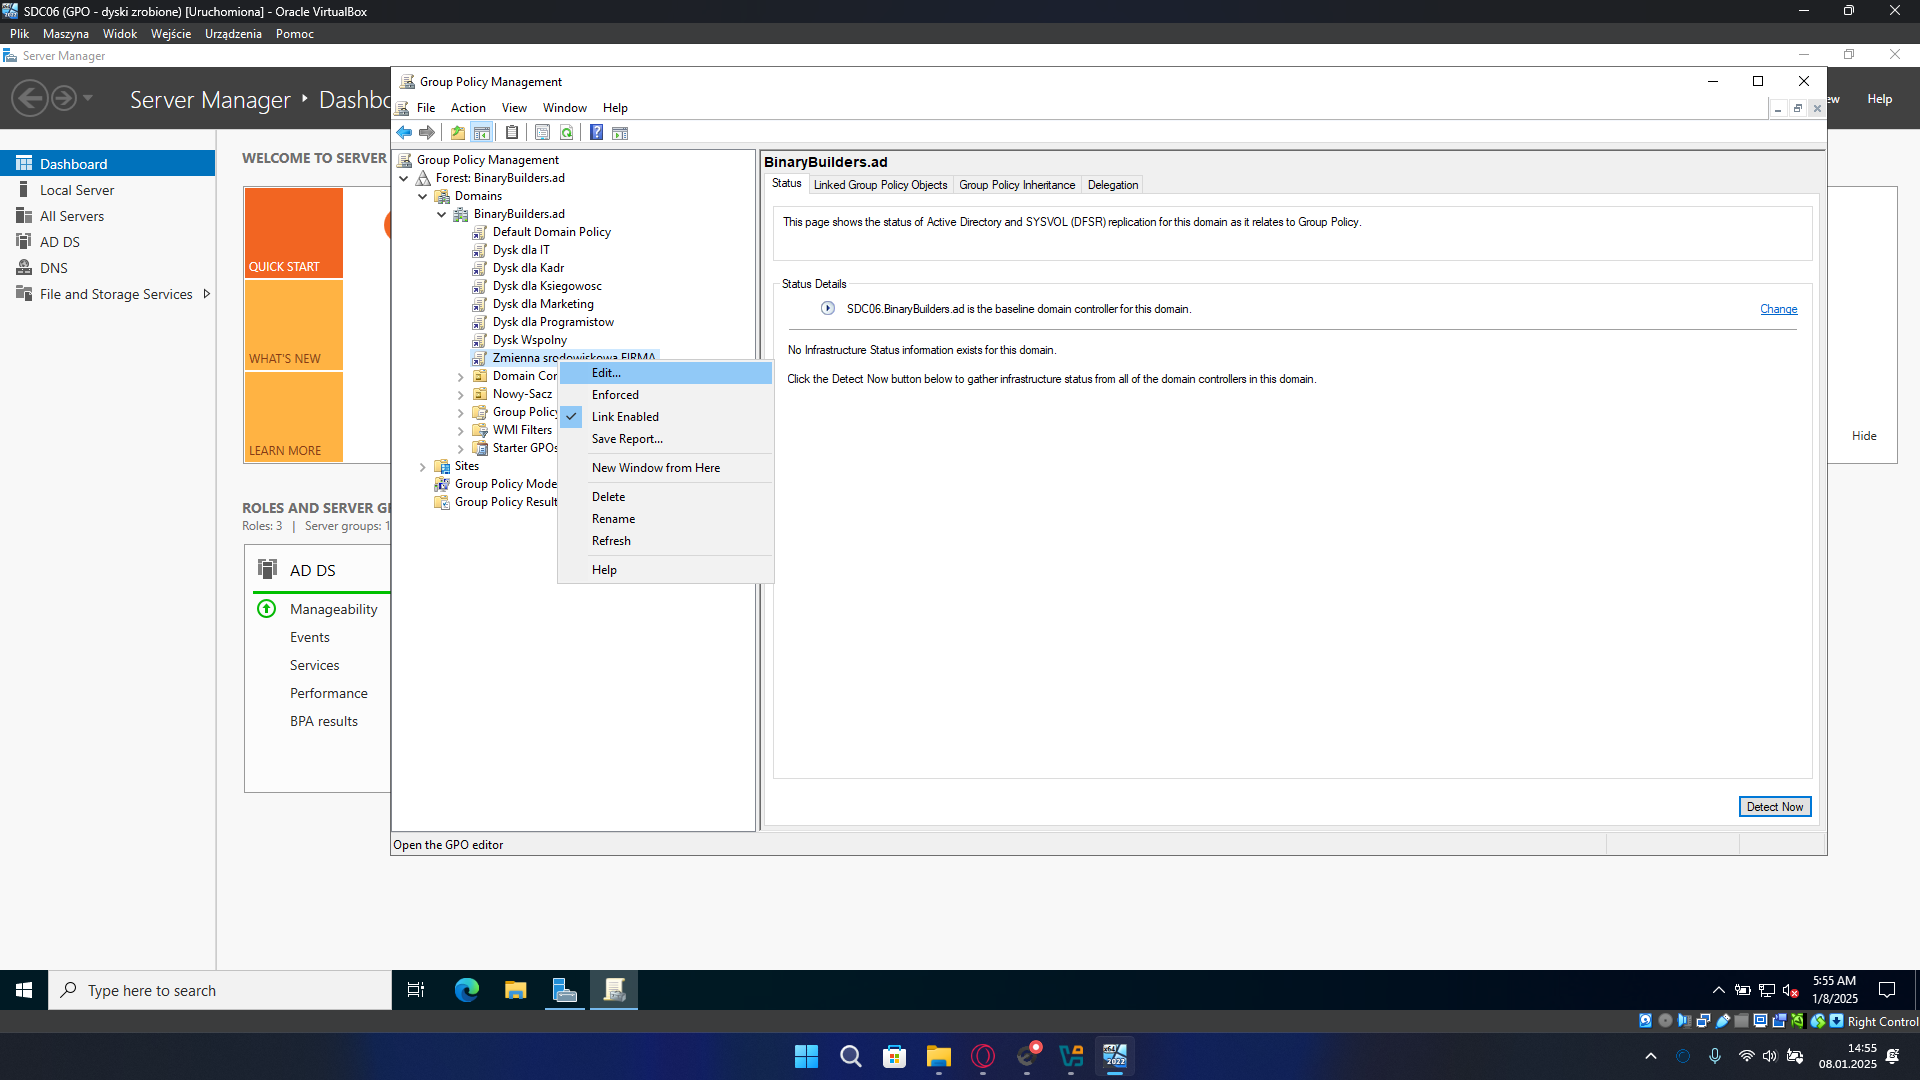 SDC06 (GPO - dyski zrobione) [Uruchomiona] - Oracle VirtualBox
Plik Maszyna Widok Wejście Urządzenia Pomoc
Server Manager
Server Manager Dashbo
ew Help
Dashboard
Local Server
All Servers
AD DS
DNS
File and Storage Services
WELCOME TO SERVER
QUICK START
WHAT'S NEW
LEARN MORE
Hide
ROLES AND SERVER G
Roles: 3 | Server groups: 1
AD DS
Manageability
Events
Services
Performance
BPA results
Group Policy Management
File Action View Window Help
Group Policy Management
Forest: BinaryBuilders.ad
Domains
BinaryBuilders.ad
Default Domain Policy
Dysk dla IT
Dysk dla Kadr
Dysk dla Ksiegowosc
Dysk dla Marketing
Dysk dla Programistow
Dysk Wspolny
Zmienna srodowiskowa FIRMA
Domain Cor
Nowy-Sacz
Group Policy
WMI Filters
Starter GPOs
Sites
Group Policy Mode
Group Policy Result
Edit...
Enforced
Link Enabled
Save Report...
New Window from Here
Delete
Rename
Refresh
Help
BinaryBuilders.ad
Status Linked Group Policy Objects Group Policy Inheritance Delegation
This page shows the status of Active Directory and SYSVOL (DFSR) replication for this domain as it relates to Group Policy.
Status Details
SDC06.BinaryBuilders.ad is the baseline domain controller for this domain. Change
No Infrastructure Status information exists for this domain.
Click the Detect Now button below to gather infrastructure status from all of the domain controllers in this domain.
Detect Now
Open the GPO editor
Type here to search
5:55 AM
1/8/2025
Right Control
14:55
08.01.2025